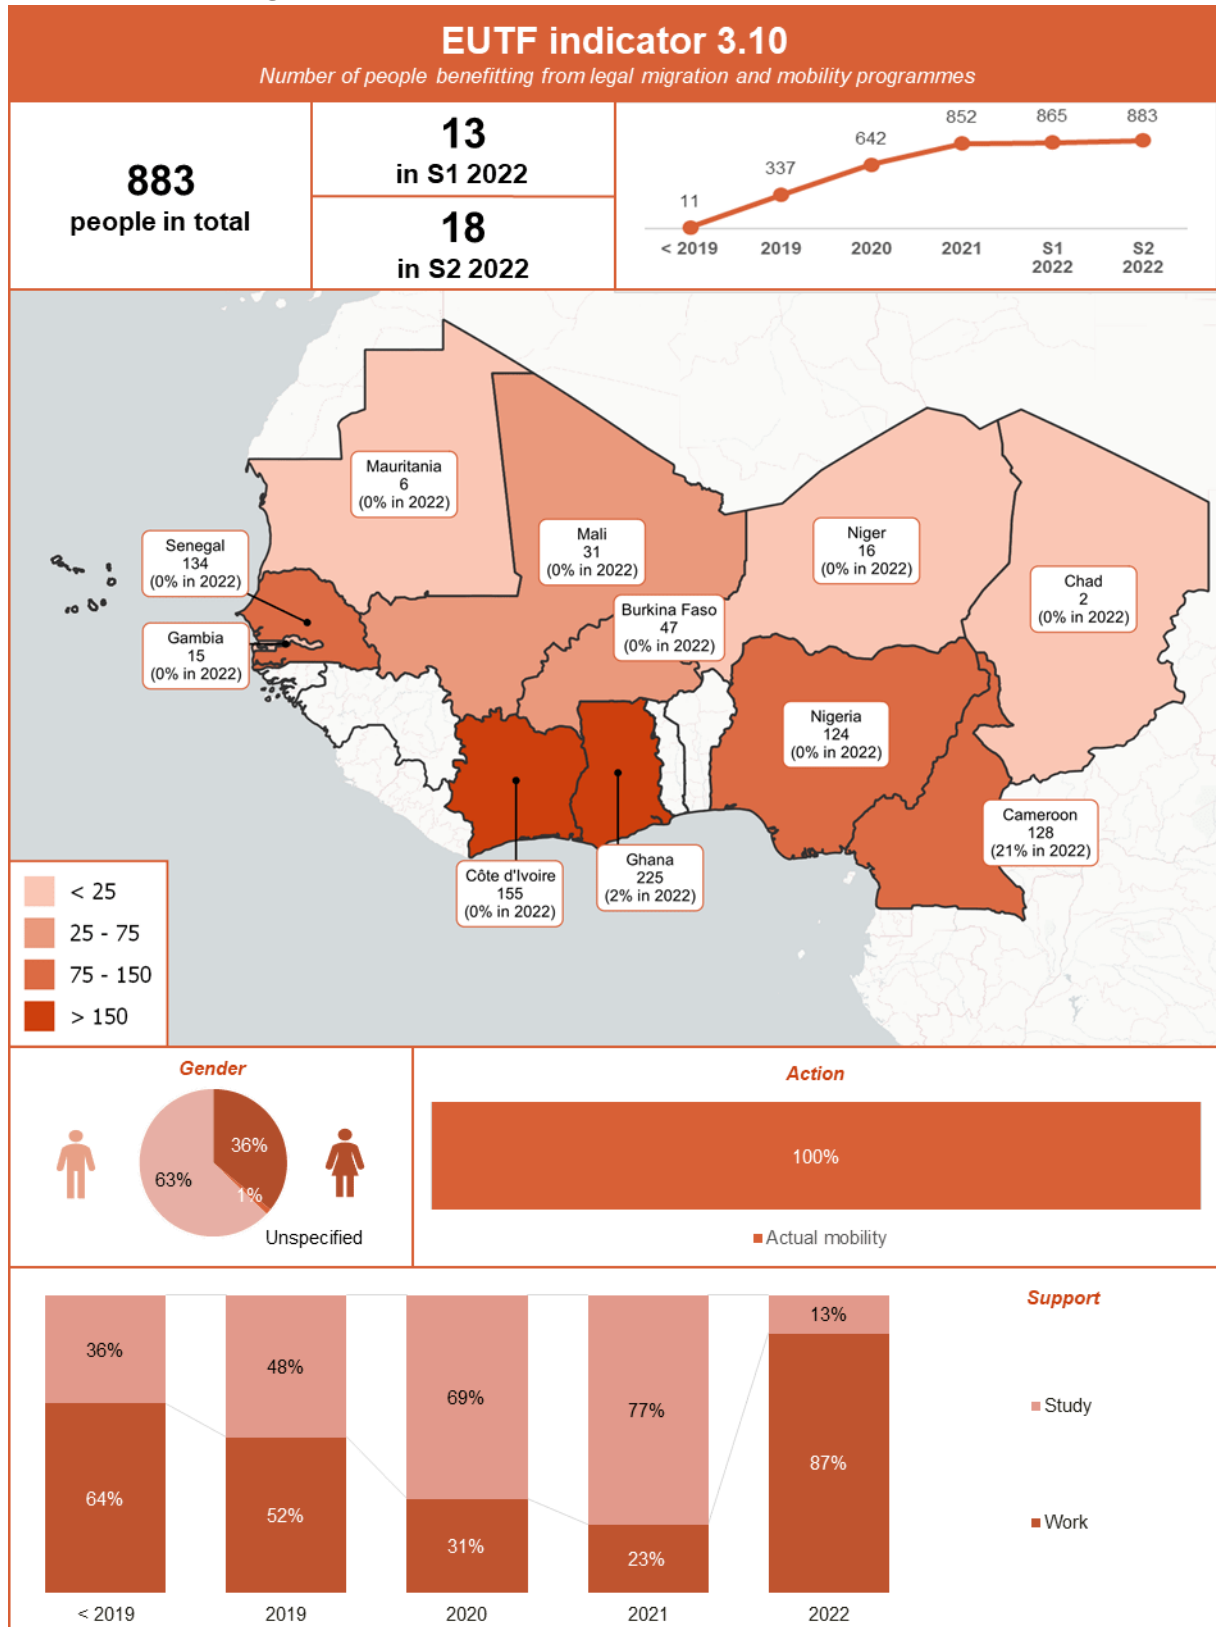 EUTF indicator 3.10
Number of people benefitting from legal migration and mobility programmes
883
people in total
13
in S1 2022
18
in S2 2022
11
337
642
852
865
883
< 2019
2019
2020
2021
S1
2022
S2
2022
Mauritania
6
(0% in 2022)
Mali
31
(0% in 2022)
Niger
16
(0% in 2022)
Chad
2
(0% in 2022)
Senegal
134
(0% in 2022)
Gambia
15
(0% in 2022)
Burkina Faso
47
(0% in 2022)
Nigeria
124
(0% in 2022)
Cameroon
128
(21% in 2022)
Côte d'Ivoire
155
(0% in 2022)
Ghana
225
(2% in 2022)
< 25
25 - 75
75 - 150
> 150
Gender
36%
63%
1%
Unspecified
Action
100%
Actual mobility
Support
36%
48%
69%
77%
13%
64%
52%
31%
23%
87%
Study
Work
< 2019
2019
2020
2021
2022